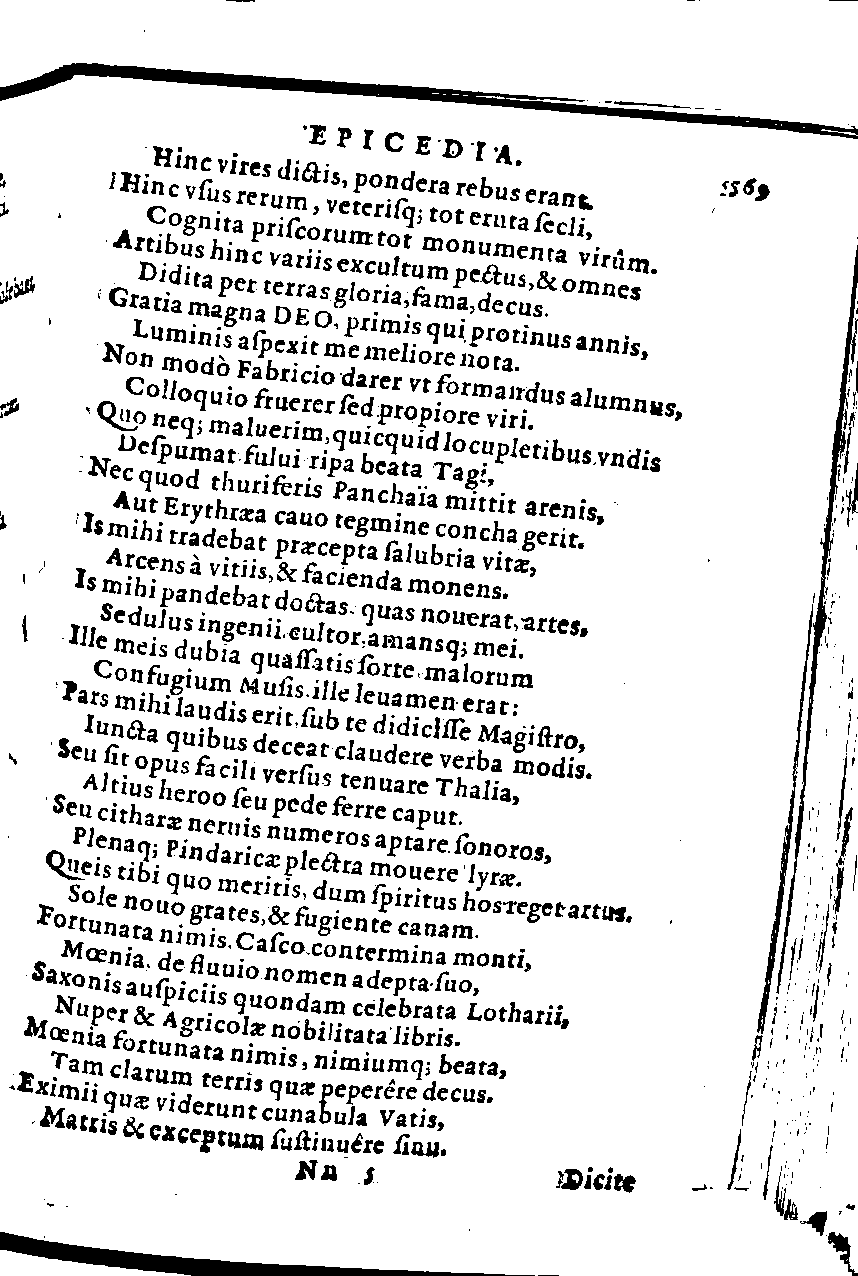 EPICEDIA.
569
Hinc vires dictis, pondera rebus erant.
Hinc vſus rerum, veteriſq; tot eruta ſecli,
Cognita priſcorum tot monumenta virûm.
Artibus hinc variis excultum pectus, & omnes
Didita per terras gloria, fama, decus.
Gratia magna DEO, primis qui protinus annis,
Luminis aſpexit me meliore nota.
Non modò Fabricio darer vt formandus alumnus,
Colloquio fruerer ſed propiore viri.
Quo neq; maluerim, quicquid locupletibus vndis
Deſpumat fului ripa beata Tagi,
Nec quod thuriferis Panchaïa mittit arenis,
Aut Erythræa cauo tegmine concha gerit.
Is mihi tradebat præcepta ſalubria vitæ,
Arcens à vitiis, & facienda monens.
Is mihi pandebat doctas quas nouerat, artes,
Sedulus ingenii cultor, amansq; mei.
Ille meis dubia quaſſatis ſorte malorum
Confugium Muſis, ille leuamen erat:
Pars mihi laudis erit, ſub te didiciſſe Magiſtro,
Iuncta quibus deceat claudere verba modis.
Seu ſit opus facili verſus tenuare Thalia,
Altius heroo ſeu pede ferre caput.
Seu citharæ neruis numeros aptare ſonoros,
Plenaq; Pindaricæ plectra mouere lyræ.
Queis tibi quo meritis, dum ſpiritus hos reget artus,
Sole nouo grates, & fugiente canam.
Fortunata nimis, Caſco contermina monti,
Mœnia, de fluuio nomen adepta ſuo,
Saxonis auſpiciis quondam celebrata Lotharii,
Nuper & Agricolæ nobilitata libris.
Mœnia fortunata nimis, nimiumq; beata,
Tam clarum terris quæ peperêre decus.
Eximii quæ viderunt cunabula Vatis,
Matris & exceptum ſuſtinuêre ſinu.
Nn 5
Dicite